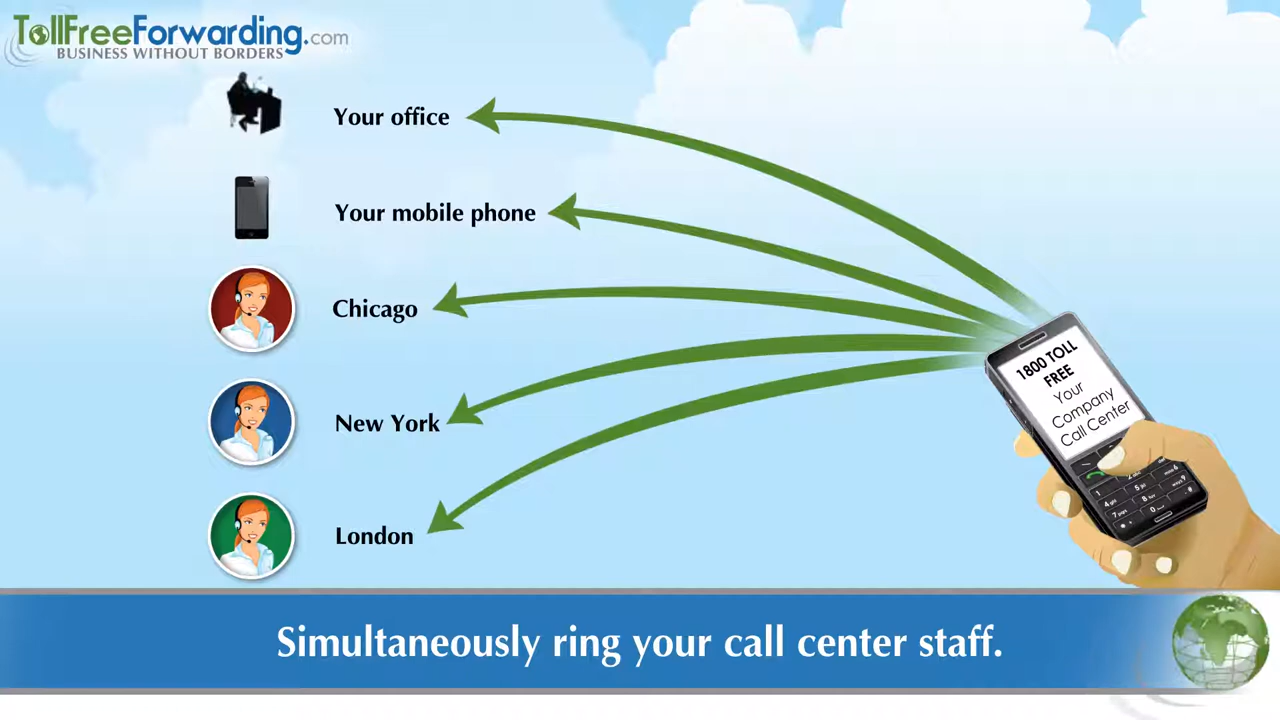 TollFreeForwarding.com
BUSINESS WITHOUT BORDERS
Your office
Your mobile phone
Chicago
New York
London
1800 TOLL
FREE
Your
Company
Call Center
Simultaneously ring your call center staff.